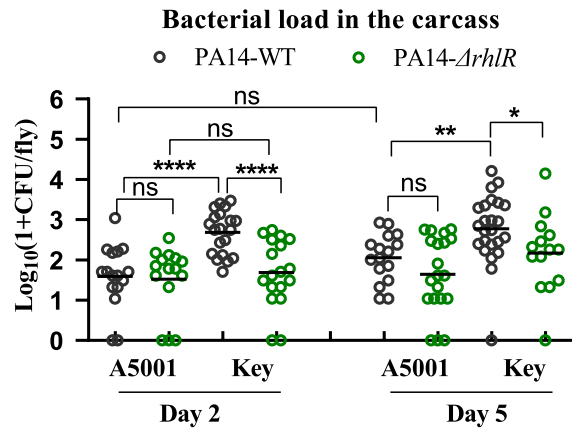 Bacterial load in the carcass
PA14-WT PA14-ΔrhlR
Log10(1+CFU/fly)
6
5
4
3
2
1
0
ns
ns
**** ****
ns
** *
ns
A5001 Key A5001 Key
Day 2 Day 5